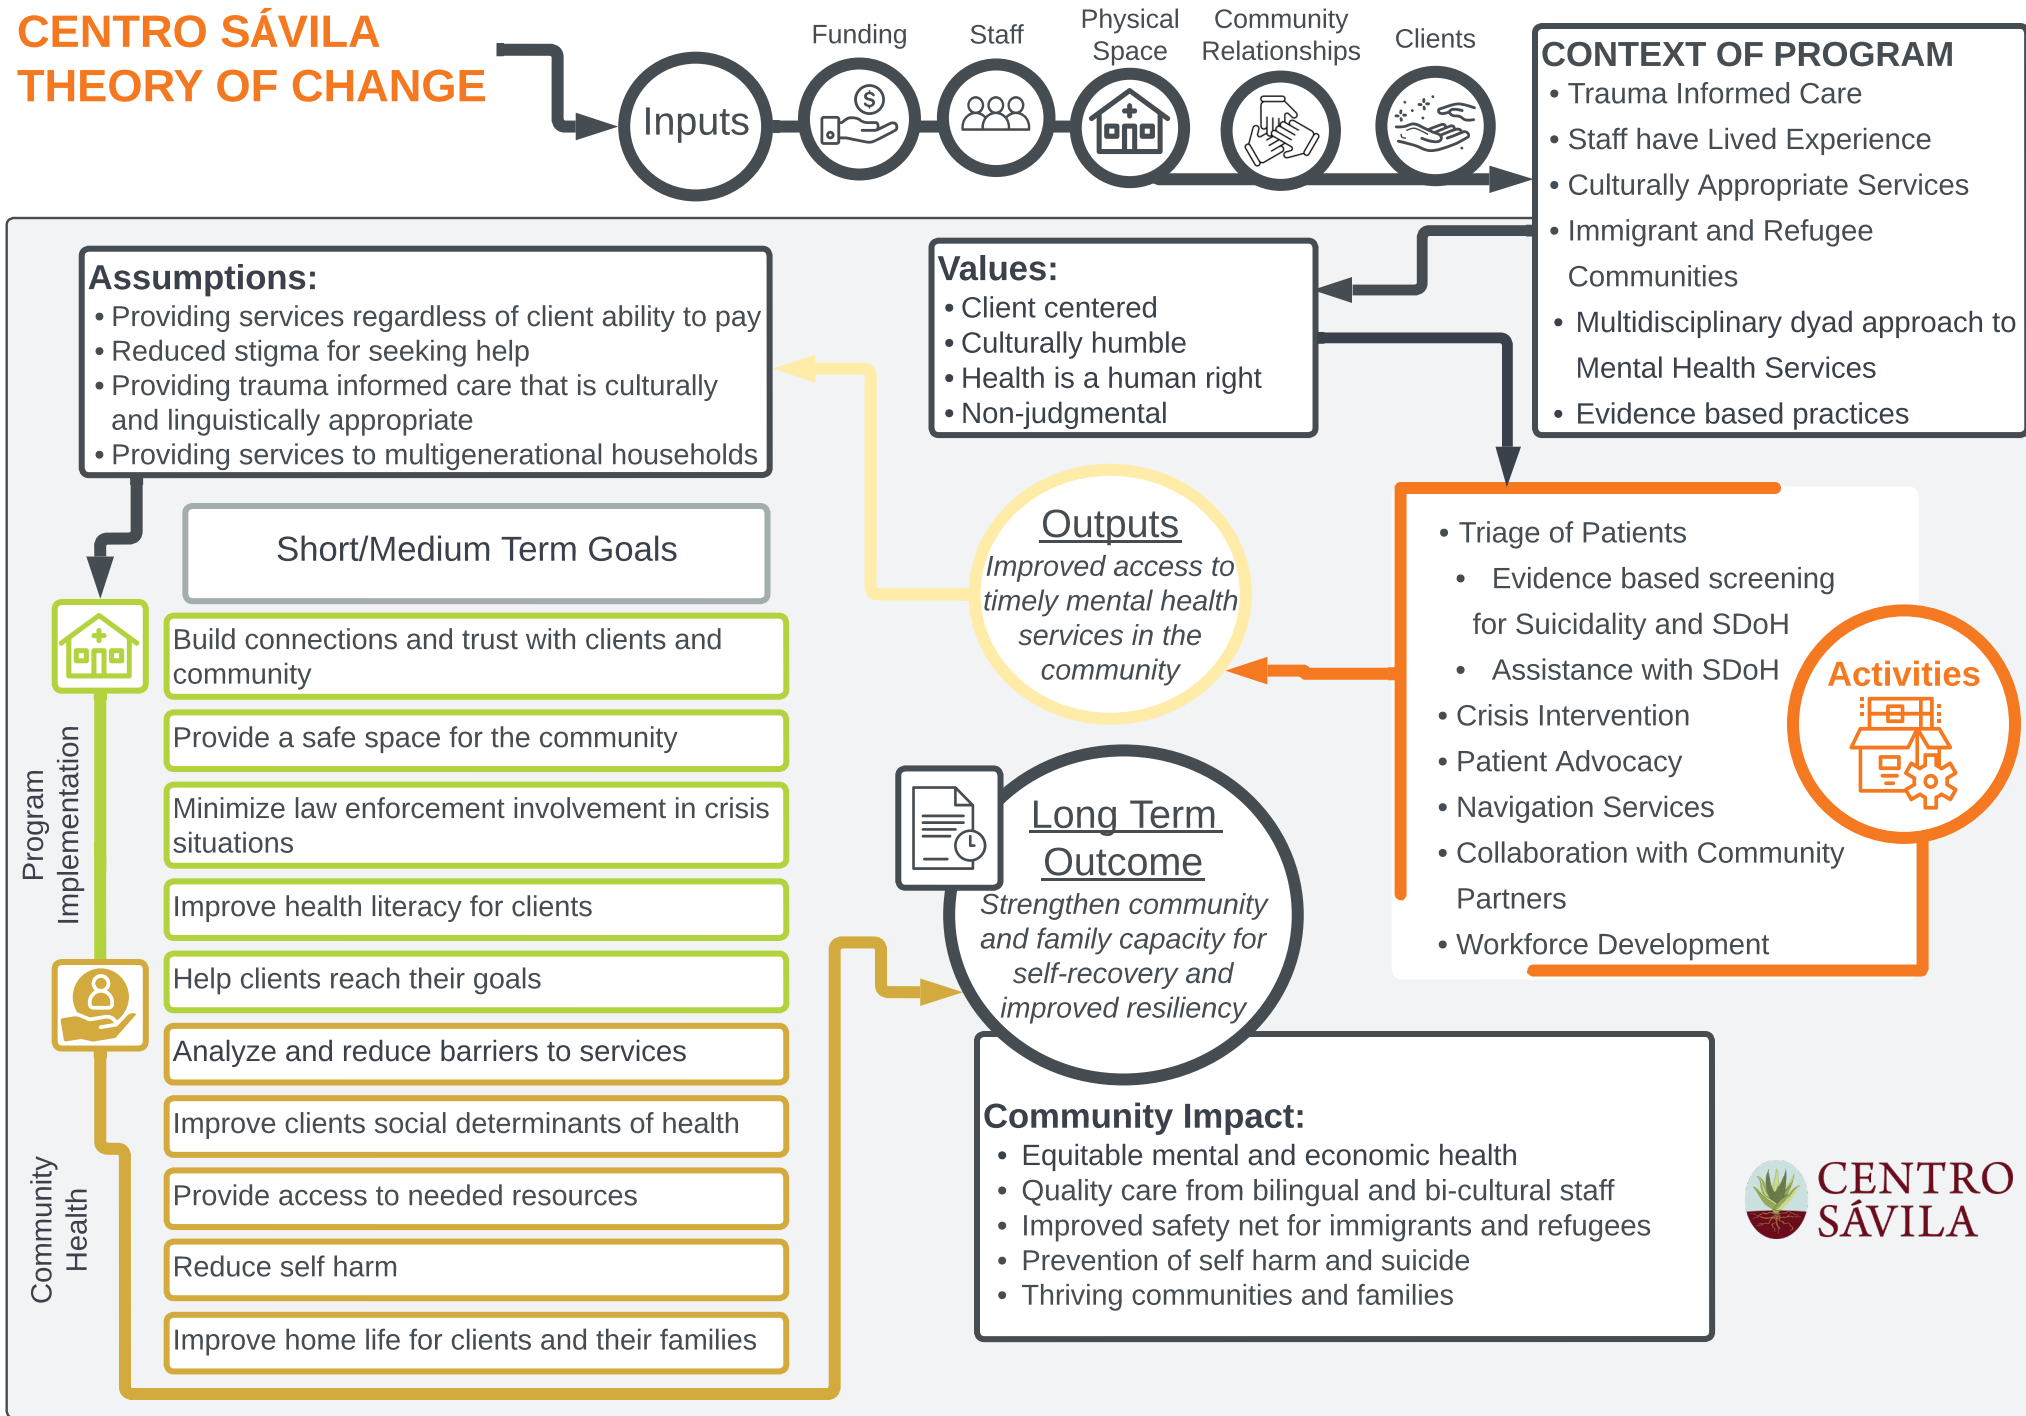 CENTRO SÁVILA
THEORY OF CHANGE
Inputs
Funding
$
Staff
Physical
Space
Community
Relationships
Clients
CONTEXT OF PROGRAM
• Trauma Informed Care
• Staff have Lived Experience
• Culturally Appropriate Services
• Immigrant and Refugee
Communities
• Multidisciplinary dyad approach to
Mental Health Services
• Evidence based practices
Values:
• Client centered
• Culturally humble
• Health is a human right
• Non-judgmental
Assumptions:
• Providing services regardless of client ability to pay
• Reduced stigma for seeking help
• Providing trauma informed care that is culturally
and linguistically appropriate
• Providing services to multigenerational households
• Triage of Patients
• Evidence based screening
for Suicidality and SDoH
• Assistance with SDoH
• Crisis Intervention
• Patient Advocacy
• Navigation Services
• Collaboration with Community
Partners
• Workforce Development
Activities
Outputs
Improved access to
timely mental health
services in the
community
Short/Medium Term Goals
Program
Implementation
Build connections and trust with clients and
community
Provide a safe space for the community
Minimize law enforcement involvement in crisis
situations
Improve health literacy for clients
Help clients reach their goals
Community
Health
Analyze and reduce barriers to services
Improve clients social determinants of health
Provide access to needed resources
Reduce self harm
Improve home life for clients and their families
Long Term
Outcome
Strengthen community
and family capacity for
self-recovery and
improved resiliency
Community Impact:
• Equitable mental and economic health
• Quality care from bilingual and bi-cultural staff
• Improved safety net for immigrants and refugees
• Prevention of self harm and suicide
• Thriving communities and families
CENTRO
SÁVILA